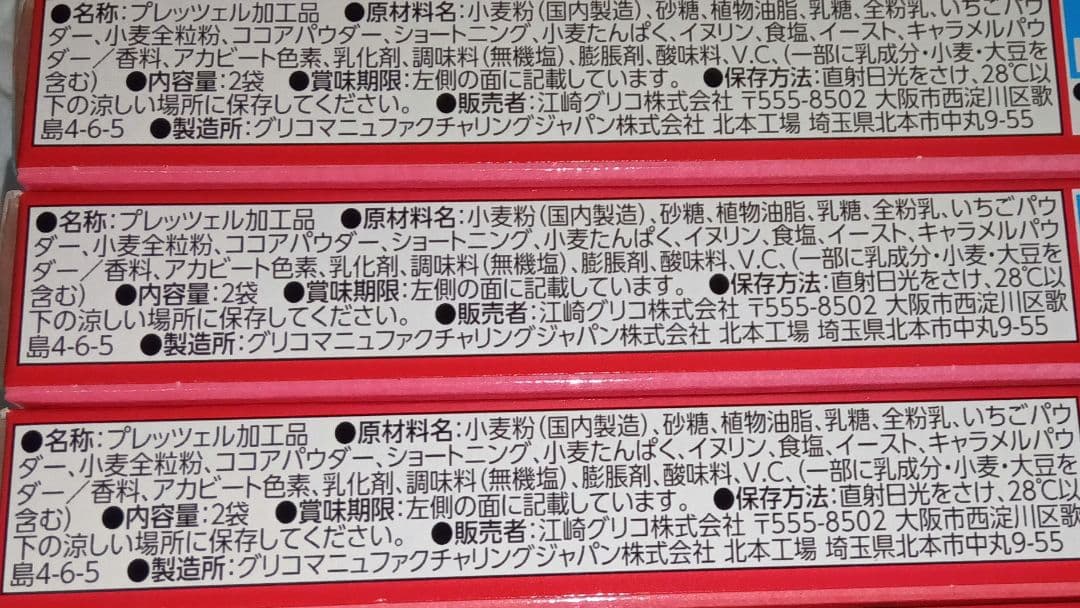 ●名称:プレッツェル加工品 ●原材料名:小麦粉(国内製造)、砂糖、植物油脂、乳糖、全粉乳、いちごパウ
ダー、小麦全粒粉、ココアパウダー、ショートニング、小麦たんぱく、イヌリン、食塩、イースト、キャラメルパウ
ダー/香料、アカビート色素、乳化剤、調味料(無機塩)、膨脹剤、酸味料、V.C、(一部に乳成分・小麦・大豆を
含む) ●内容量:2袋 ●賞味期限:左側の面に記載しています。 ●保存方法:直射日光をさけ、28℃以
下の涼しい場所に保存してください。 ●販売者:江崎グリコ株式会社 〒555-8502 大阪市西淀川区歌
島4-6-5 ●製造所:グリコマニュファクチャリングジャパン株式会社 北本工場 埼玉県北本市中丸9-55
●名称:プレッツェル加工品 ●原材料名:小麦粉(国内製造)、砂糖、植物油脂、乳糖、全粉乳、いちごパウ
ダー、小麦全粒粉、ココアパウダー、ショートニング、小麦たんぱく、イヌリン、食塩、イースト、キャラメルパウ
ダー/香料、アカビート色素、乳化剤、調味料(無機塩)、膨脹剤、酸味料、V.C、(一部に乳成分・小麦・大豆を
含む) ●内容量:2袋 ●賞味期限:左側の面に記載しています。 ●保存方法:直射日光をさけ、28℃以
下の涼しい場所に保存してください。 ●販売者:江崎グリコ株式会社 〒555-8502 大阪市西淀川区歌
島4-6-5 ●製造所:グリコマニュファクチャリングジャパン株式会社 北本工場 埼玉県北本市中丸9-55
●名称:プレッツェル加工品 ●原材料名:小麦粉(国内製造)、砂糖、植物油脂、乳糖、全粉乳、いちごパウ
ダー、小麦全粒粉、ココアパウダー、ショートニング、小麦たんぱく、イヌリン、食塩、イースト、キャラメルパウ
ダー/香料、アカビート色素、乳化剤、調味料(無機塩)、膨脹剤、酸味料、V.C、(一部に乳成分・小麦・大豆を
含む) ●内容量:2袋 ●賞味期限:左側の面に記載しています。 ●保存方法:直射日光をさけ、28℃以
下の涼しい場所に保存してください。 ●販売者:江崎グリコ株式会社 〒555-8502 大阪市西淀川区歌
島4-6-5 ●製造所:グリコマニュファクチャリングジャパン株式会社 北本工場 埼玉県北本市中丸9-55